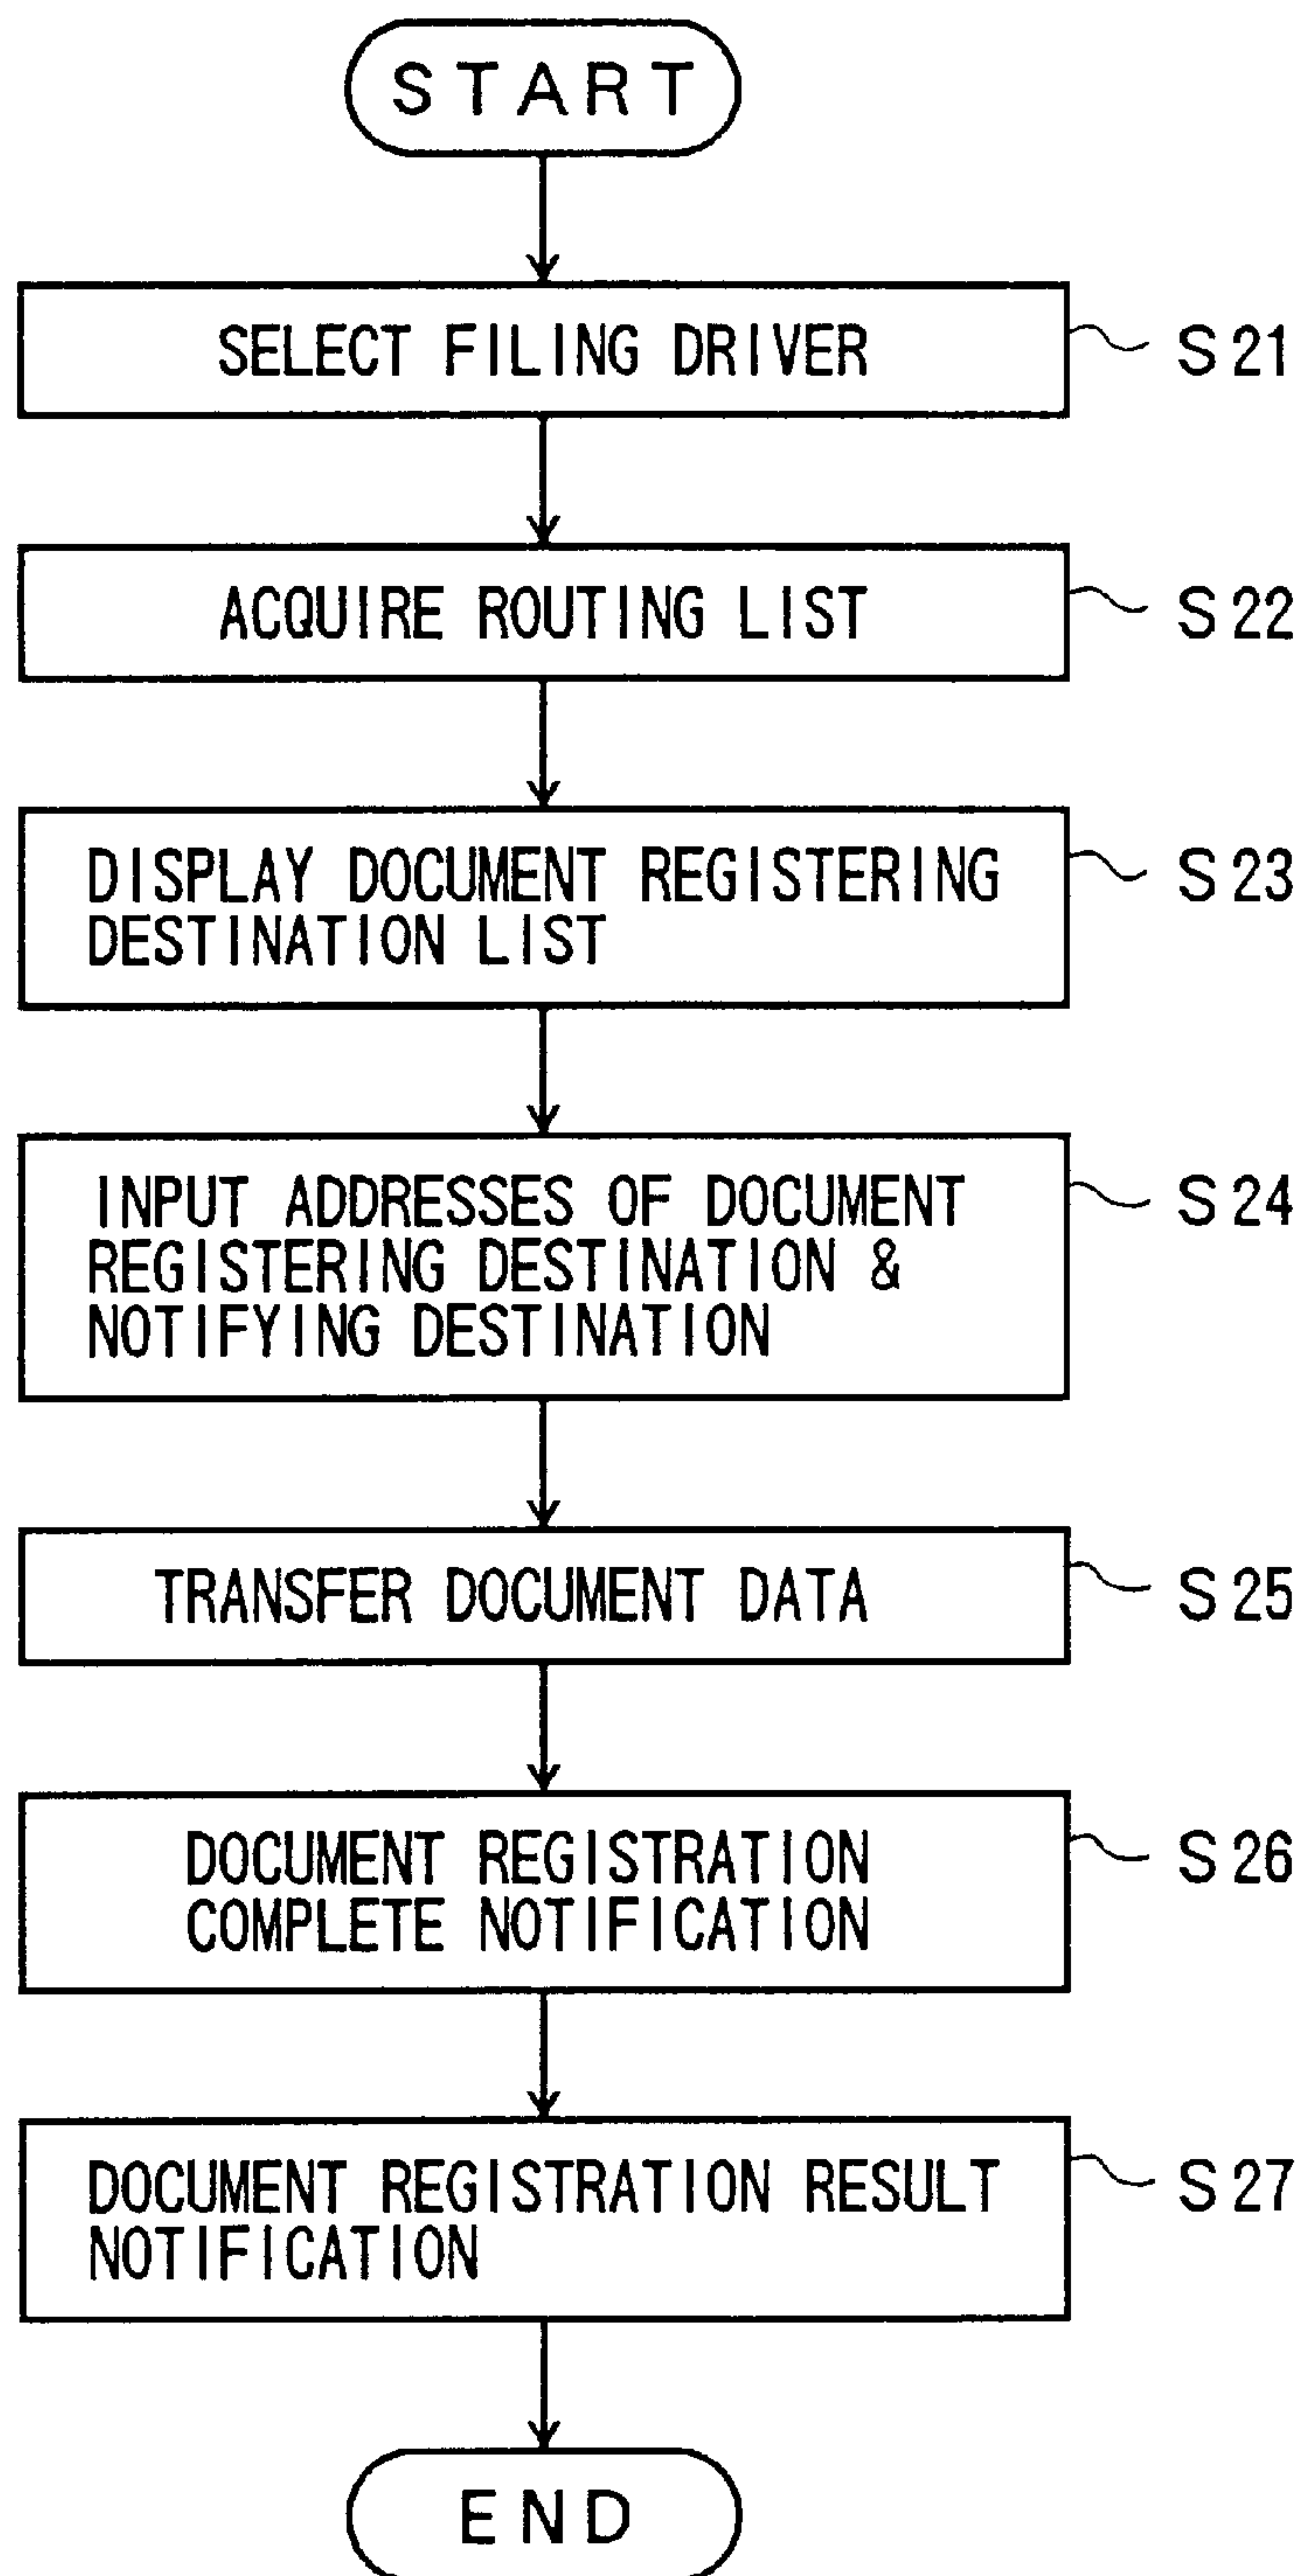 START
SELECT FILING DRIVER
S21
ACQUIRE ROUTING LIST
S22
DISPLAY DOCUMENT REGISTERING
DESTINATION LIST
S23
INPUT ADDRESSES OF DOCUMENT
REGISTERING DESTINATION &
NOTIFYING DESTINATION
S24
TRANSFER DOCUMENT DATA
S25
DOCUMENT REGISTRATION
COMPLETE NOTIFICATION
S26
DOCUMENT REGISTRATION RESULT
NOTIFICATION
S27
END